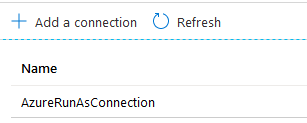 Add a connection Refresh
Name
AzureRunAsConnection